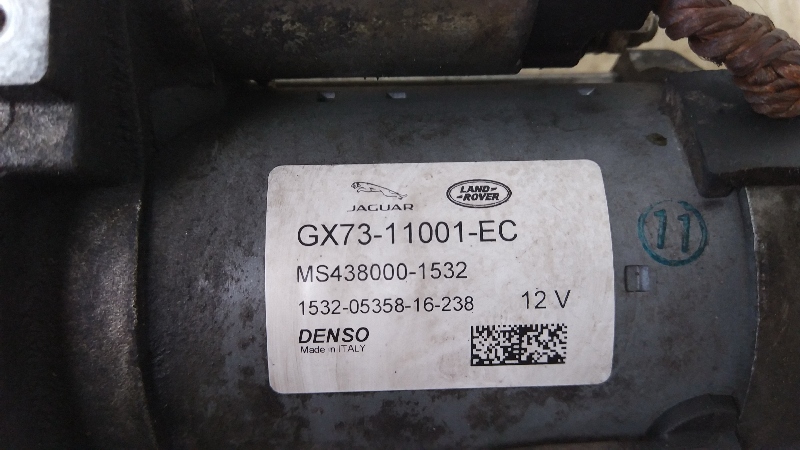 JAGUAR
LAND-
-ROVER
GX73-11001-EC
MS438000-1532
1532-05358-16-238 12 V
DENSO
Made in ITALY
11